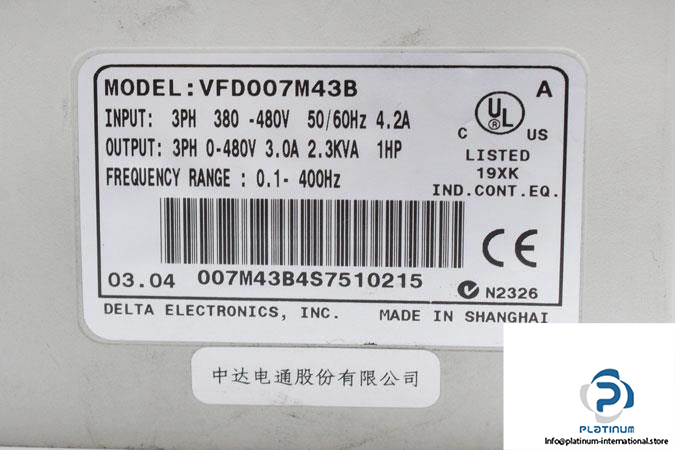 MODEL: VFD007M43B
A
INPUT: 3PH 380 -480V 50/60Hz 4.2A
OUTPUT: 3PH 0-480V 3.0A 2.3KVA 1HP
FREQUENCY RANGE : 0.1- 400Hz
UL
®
C US
LISTED
19XK
IND.CONT.EQ.
CE
03.04 007M43B4S7510215
N2326
DELTA ELECTRONICS, INC. MADE IN SHANGHAI
中达电通股份有限公司
PLATINUM
Info@platinum-international.store